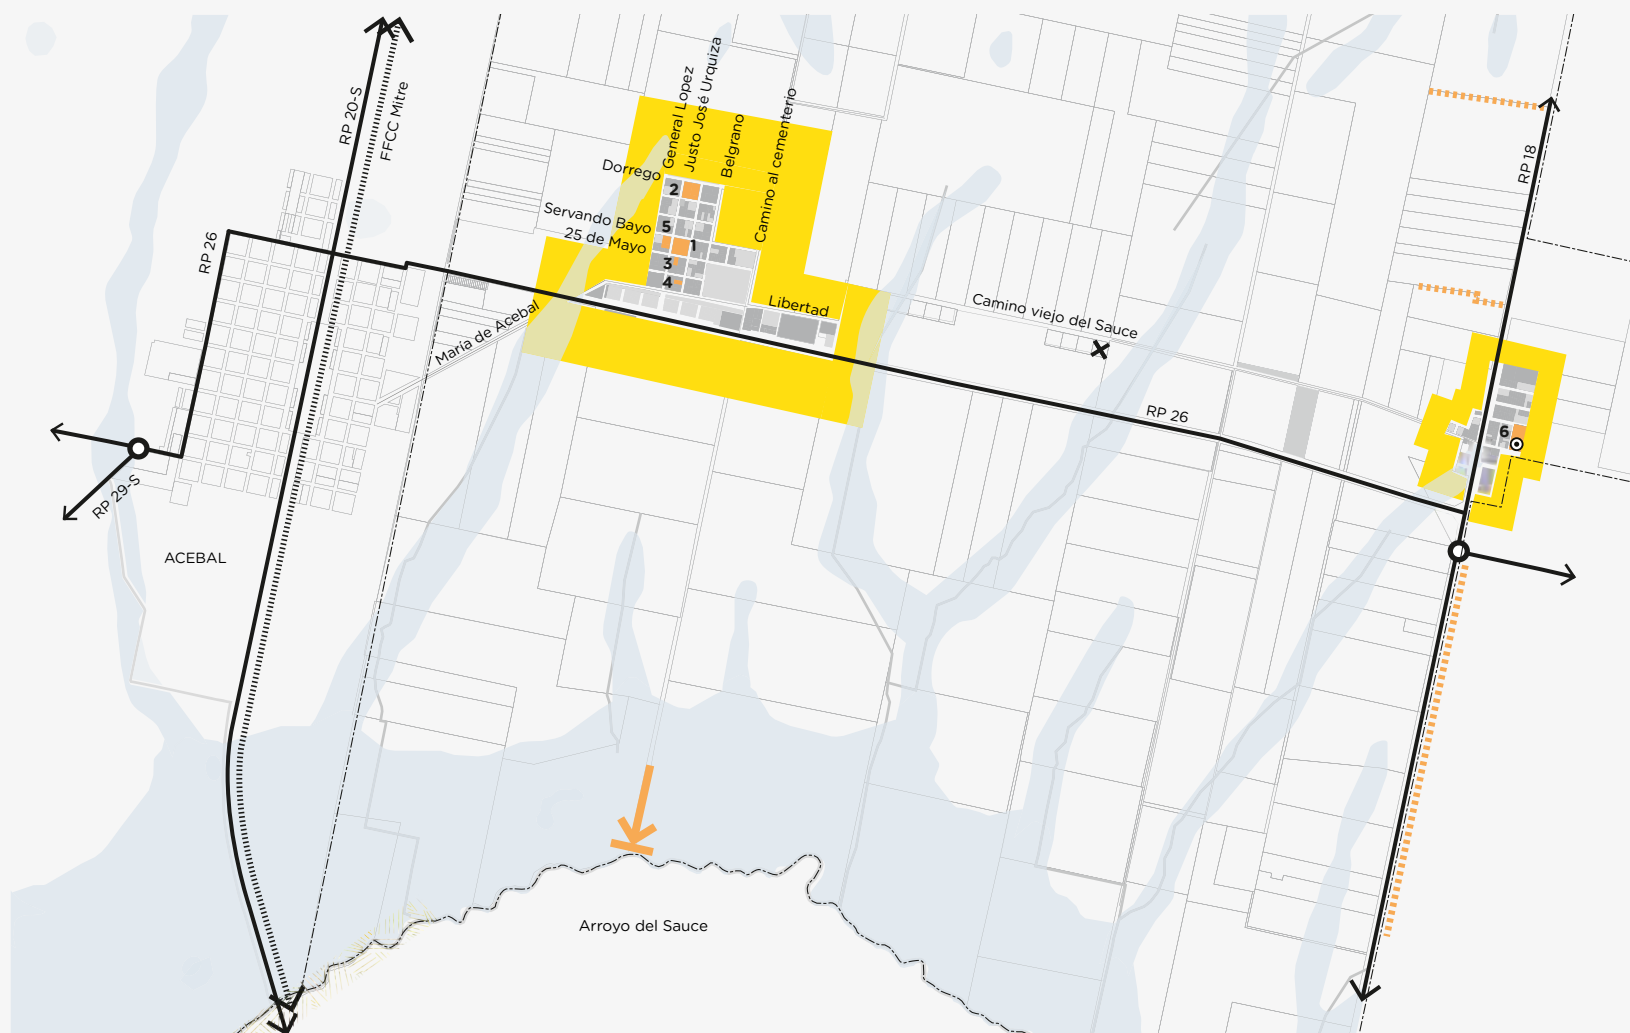 RP 20-S
FFCC Mitre
General Lopez
Justo José Urquiza
Belgrano
Camino al cementerio
RP 18
Dorrego
2
Servando Bayo
5
25 de Mayo
1
3
4
RP 26
María de Acebal
Libertad
Camino viejo del Sauce
RP 26
6
RP 29-S
ACEBAL
Arroyo del Sauce